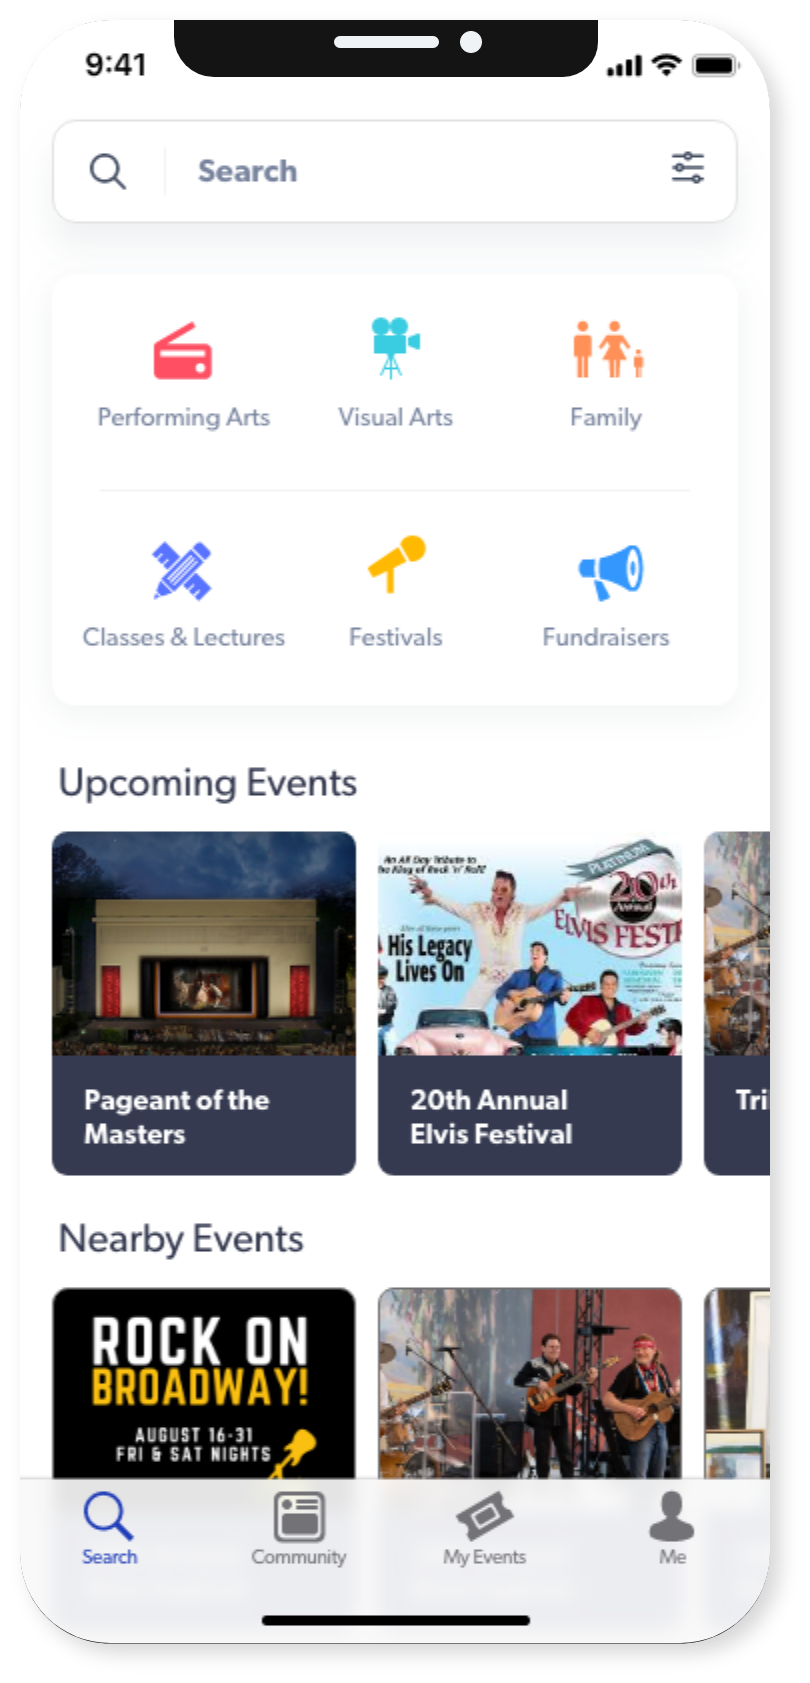 9:41
Search
Performing Arts
Visual Arts
Family
Classes & Lectures
Festivals
Fundraisers
Upcoming Events
An All Day Tribute to
the King of Rock 'n' Roll!
PLATINUM
20th
Annual
ELVIS FESTI
His Legacy
Lives On
Pageant of the
Masters
20th Annual
Elvis Festival
Tri
Nearby Events
ROCK ON
BROADWAY!
AUGUST 16-31
FRI & SAT NIGHTS
Search
Community
My Events
Me